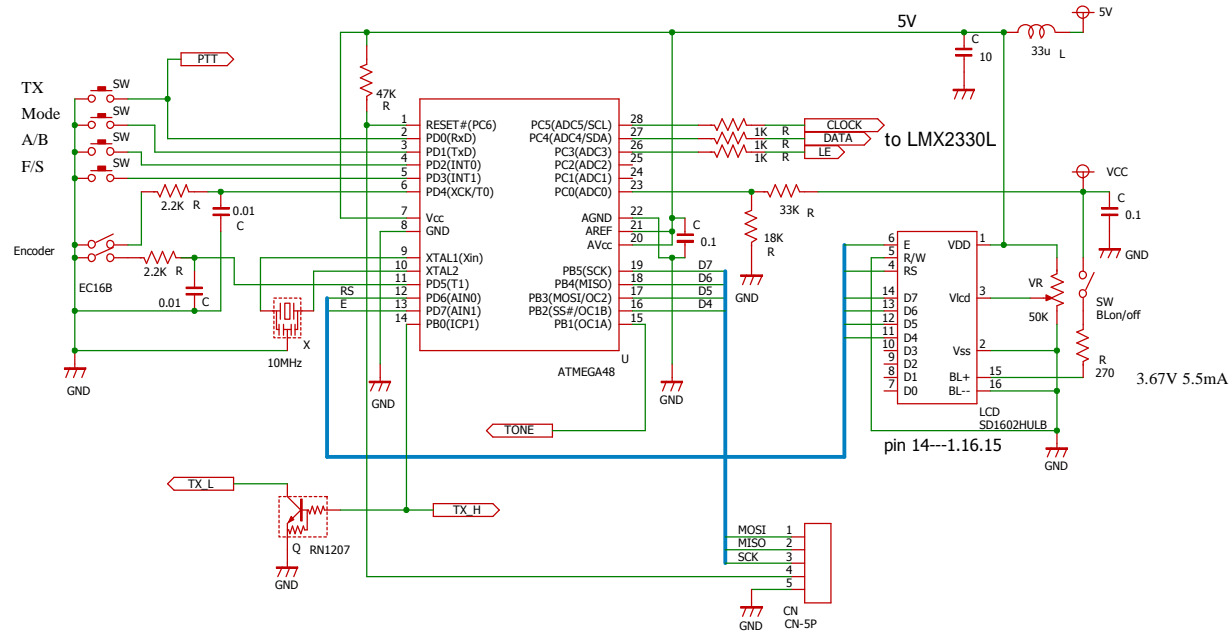 5V
5V
33u L
C
10
PTT
TX
SW
Mode
SW
A/B
SW
F/S
SW
47K
R
1 RESET#(PC6)
2 PD0(RxD)
3 PD1(TxD)
4 PD2(INT0)
5 PD3(INT1)
6 PD4(XCK/T0)
7 Vcc
8 GND
9 XTAL1(Xin)
10 XTAL2
11 PD5(T1)
12 PD6(AIN0)
13 PD7(AIN1)
14 PB0(ICP1)
PC5(ADC5/SCL) 28
PC4(ADC4/SDA) 27
PC3(ADC3) 26
PC2(ADC2) 25
PC1(ADC1) 24
PC0(ADC0) 23
AGND 22
AREF 21
AVcc 20
PB5(SCK) 19
PB4(MISO) 18
PB3(MOSI/OC2) 17
PB2(SS#/OC1B) 16
PB1(OC1A) 15
U
ATMEGA48
1K R
1K R
1K R
CLOCK
DATA
LE
to LMX2330L
2.2K R
0.01
C
Encoder
EC16B
2.2K R
0.01 C
X
10MHz
GND
GND
RS
E
D7
D6
D5
D4
C
0.1
GND
33K R
18K
R
GND
VCC
C
0.1
GND
6 E
5 R/W
4 RS
14 D7
13 D6
12 D5
11 D4
10 D3
9 D2
8 D1
7 D0
VDD 1
Vlcd 3
Vss 2
BL+ 15
BL-- 16
LCD
SD1602HULB
pin 14---1.16.15
VR
50K
SW
BLon/off
R
270
3.67V 5.5mA
GND
TONE
TX_L
TX_H
Q RN1207
GND
MOSI 1
MISO 2
SCK 3
4
5
GND
CN
CN-5P